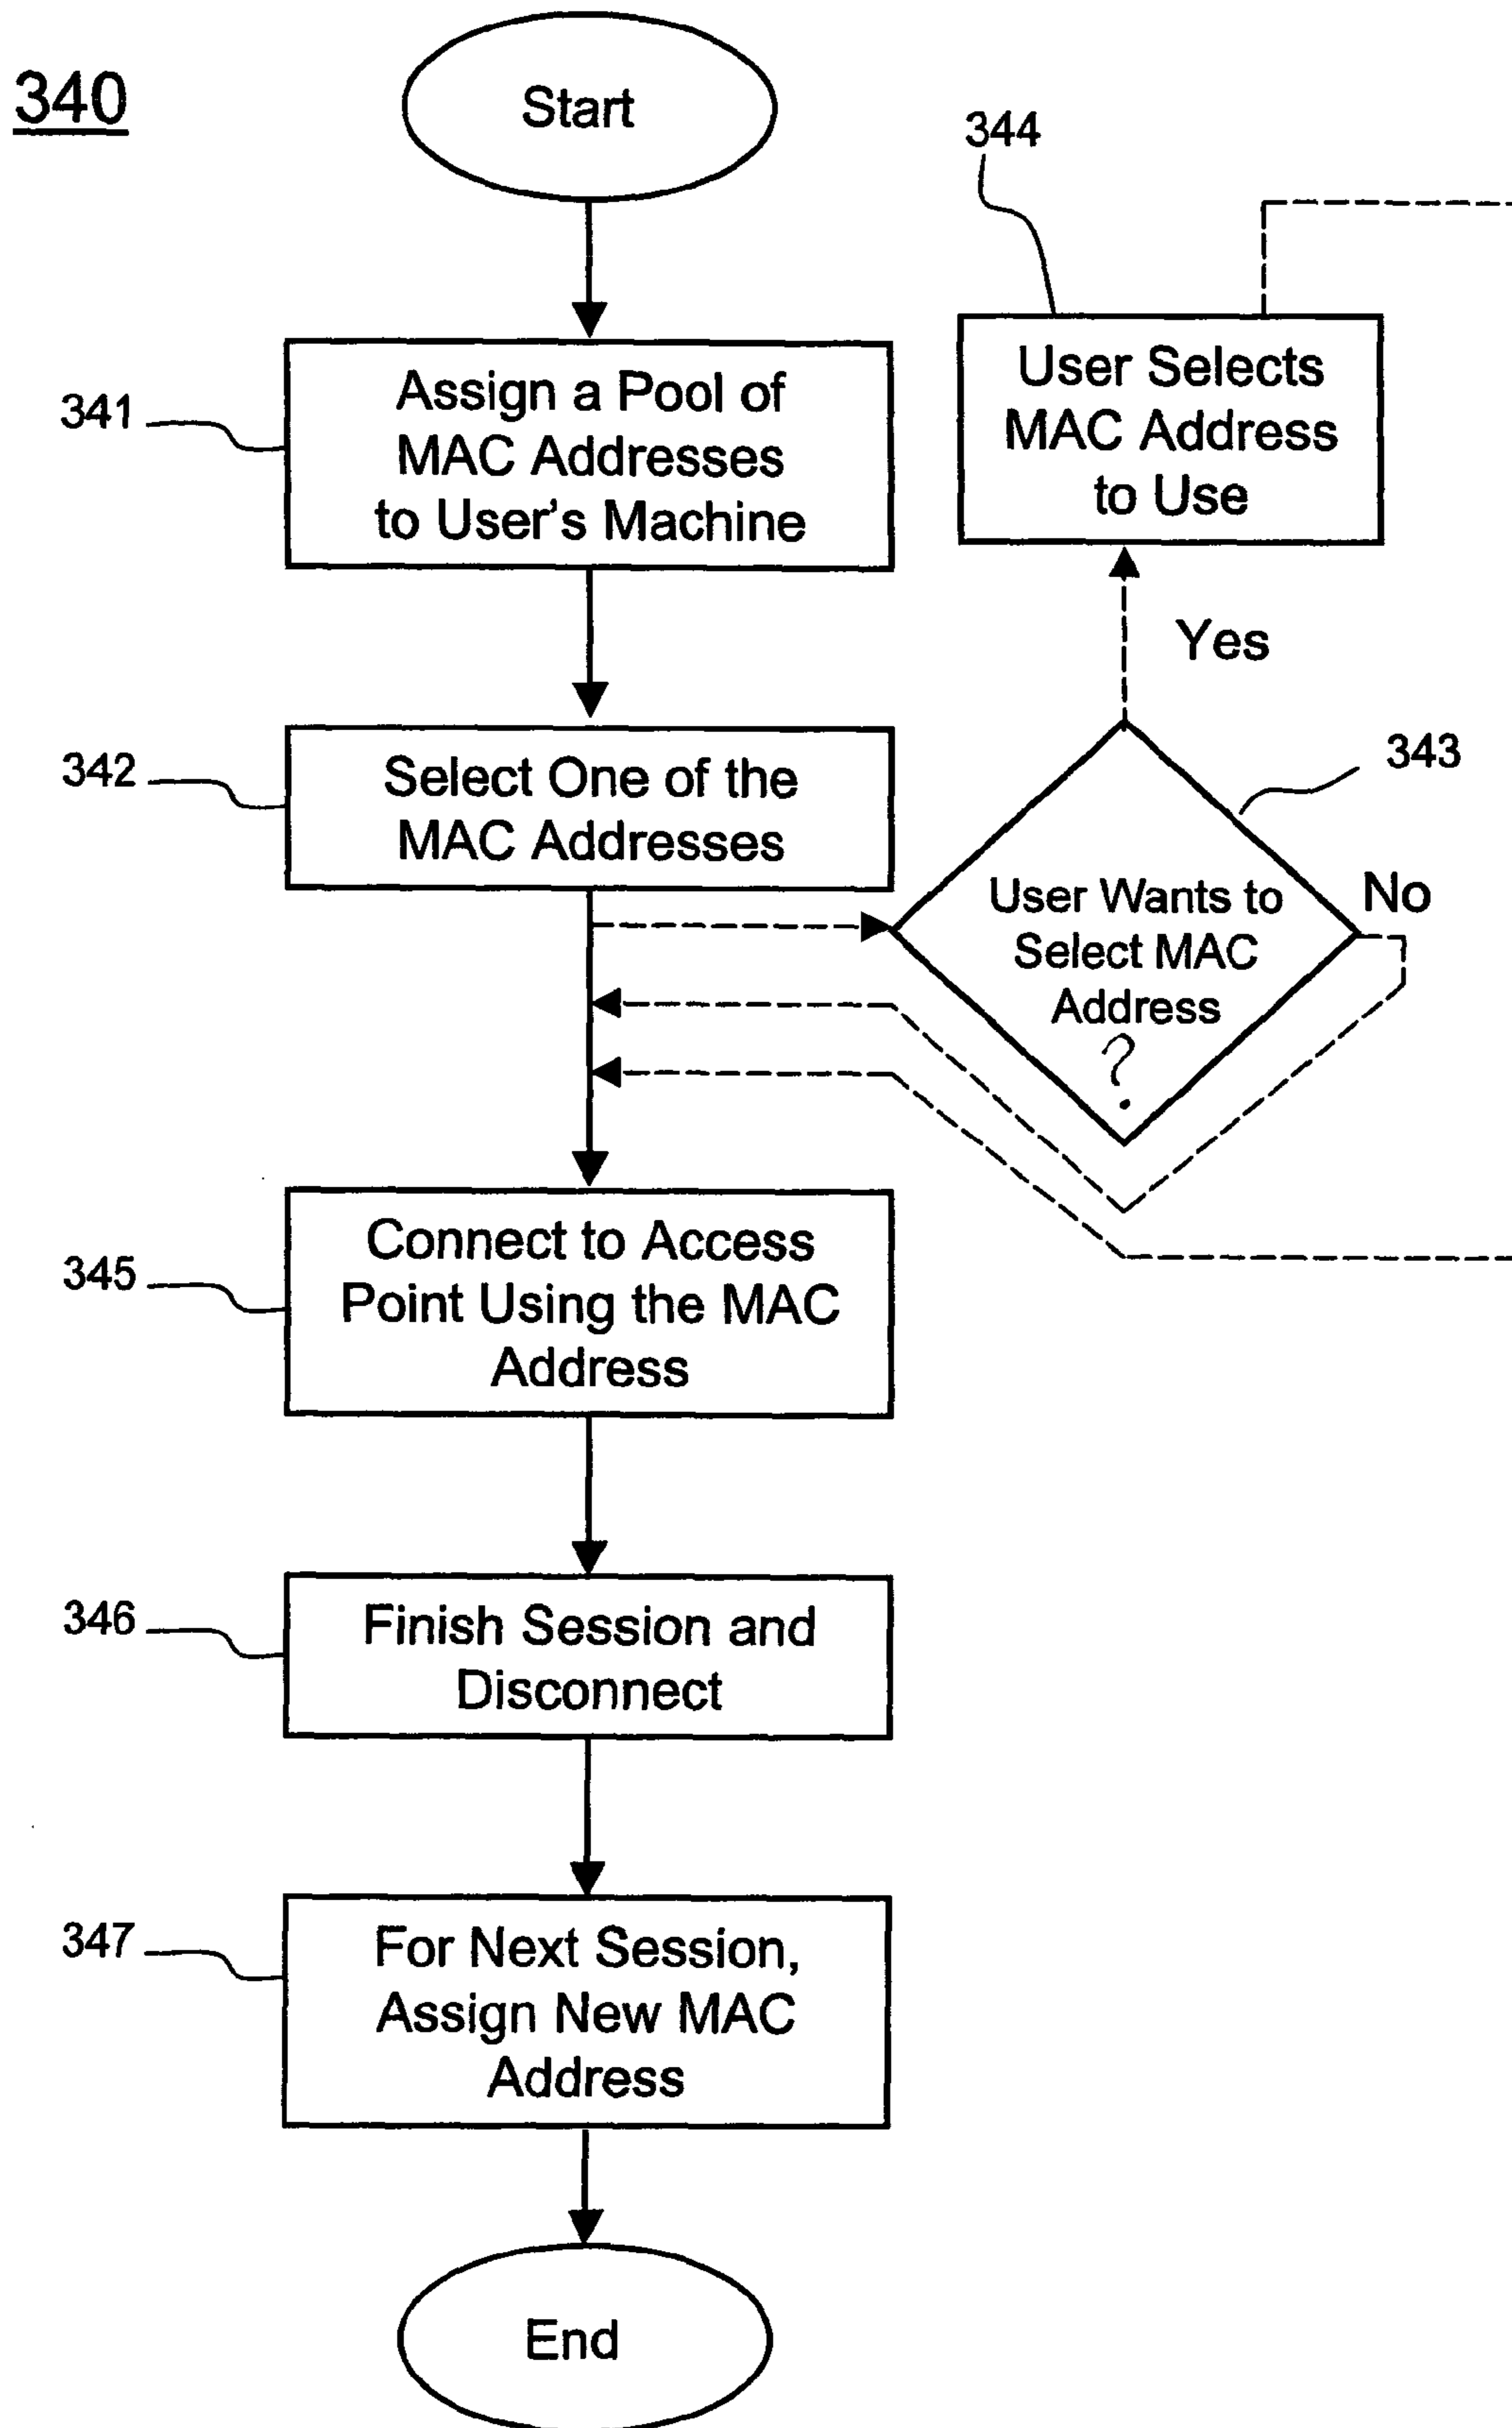 340
Start
341
Assign a Pool of
MAC Addresses
to User's Machine
344
User Selects
MAC Address
to Use
Yes
342
Select One of the
MAC Addresses
343
User Wants to
Select MAC
Address
?
No
345
Connect to Access
Point Using the MAC
Address
346
Finish Session and
Disconnect
347
For Next Session,
Assign New MAC
Address
End